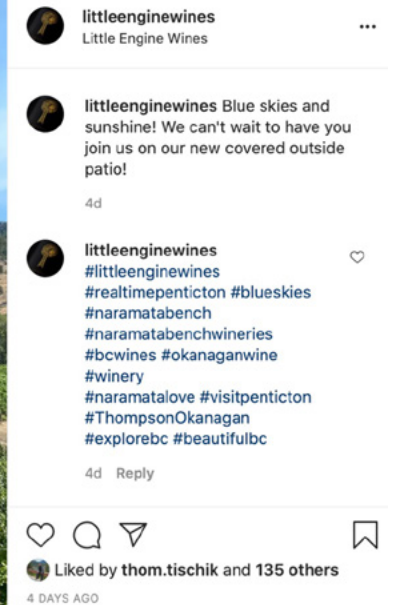 littleenginewines
Little Engine Wines
littleenginewines Blue skies and
sunshine! We can't wait to have you
join us on our new covered outside
patio!
4d
littleenginewines
#littleenginewines
#realtimepenticton #blueskies
#naramatabench
#naramatabenchwineries
#bcwines #okanaganwine
#winery
#naramatalove #visitpenticton
#ThompsonOkanagan
#explorebc #beautifulbc
4d Reply
Liked by thom.tischik and 135 others
4 DAYS AGO